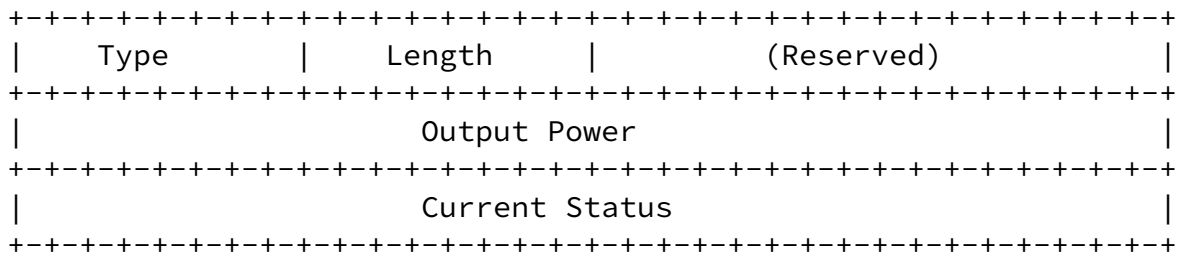 +-+-+-+-+-+-+-+-+-+-+-+-+-+-+-+-+-+-+-+-+-+-+-+-+-+-+-+-+-+-+-+-+
|    Type       |    Length     |         (Reserved)            |
+-+-+-+-+-+-+-+-+-+-+-+-+-+-+-+-+-+-+-+-+-+-+-+-+-+-+-+-+-+-+-+-+
|                      Output Power                             |
+-+-+-+-+-+-+-+-+-+-+-+-+-+-+-+-+-+-+-+-+-+-+-+-+-+-+-+-+-+-+-+-+
|                      Current Status                           |
+-+-+-+-+-+-+-+-+-+-+-+-+-+-+-+-+-+-+-+-+-+-+-+-+-+-+-+-+-+-+-+-+